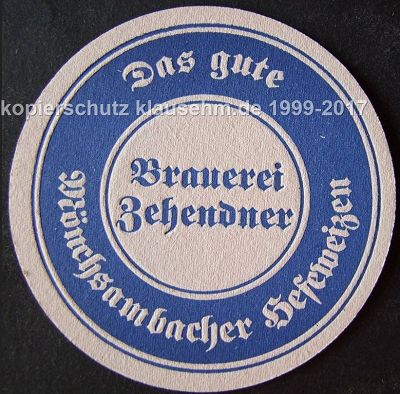 Das gute
kopierschutz klausehm.de 1999-2017
Brauerei
Zehendner
Mönchsambacher Hefeweizen